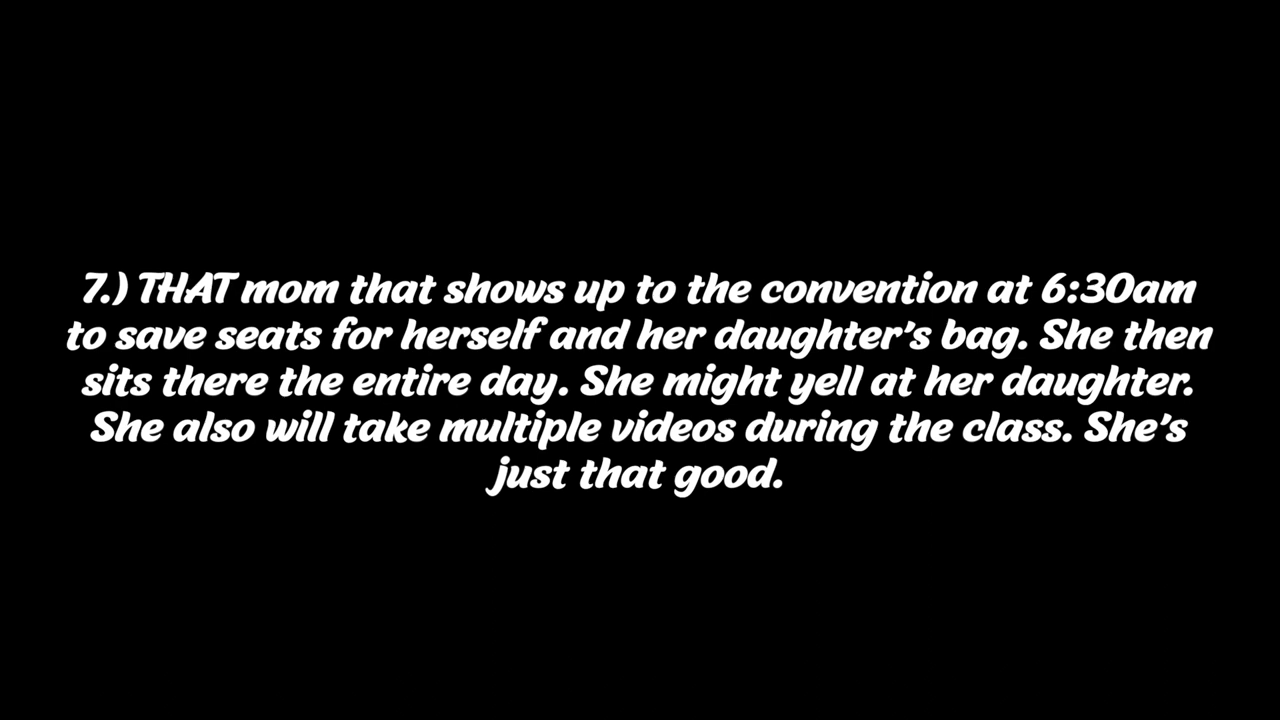 7.) THAT mom that shows up to the convention at 6:30am
to save seats for herself and her daughter's bag. She then
sits there the entire day. She might yell at her daughter.
She also will take multiple videos during the class. She's
just that good.